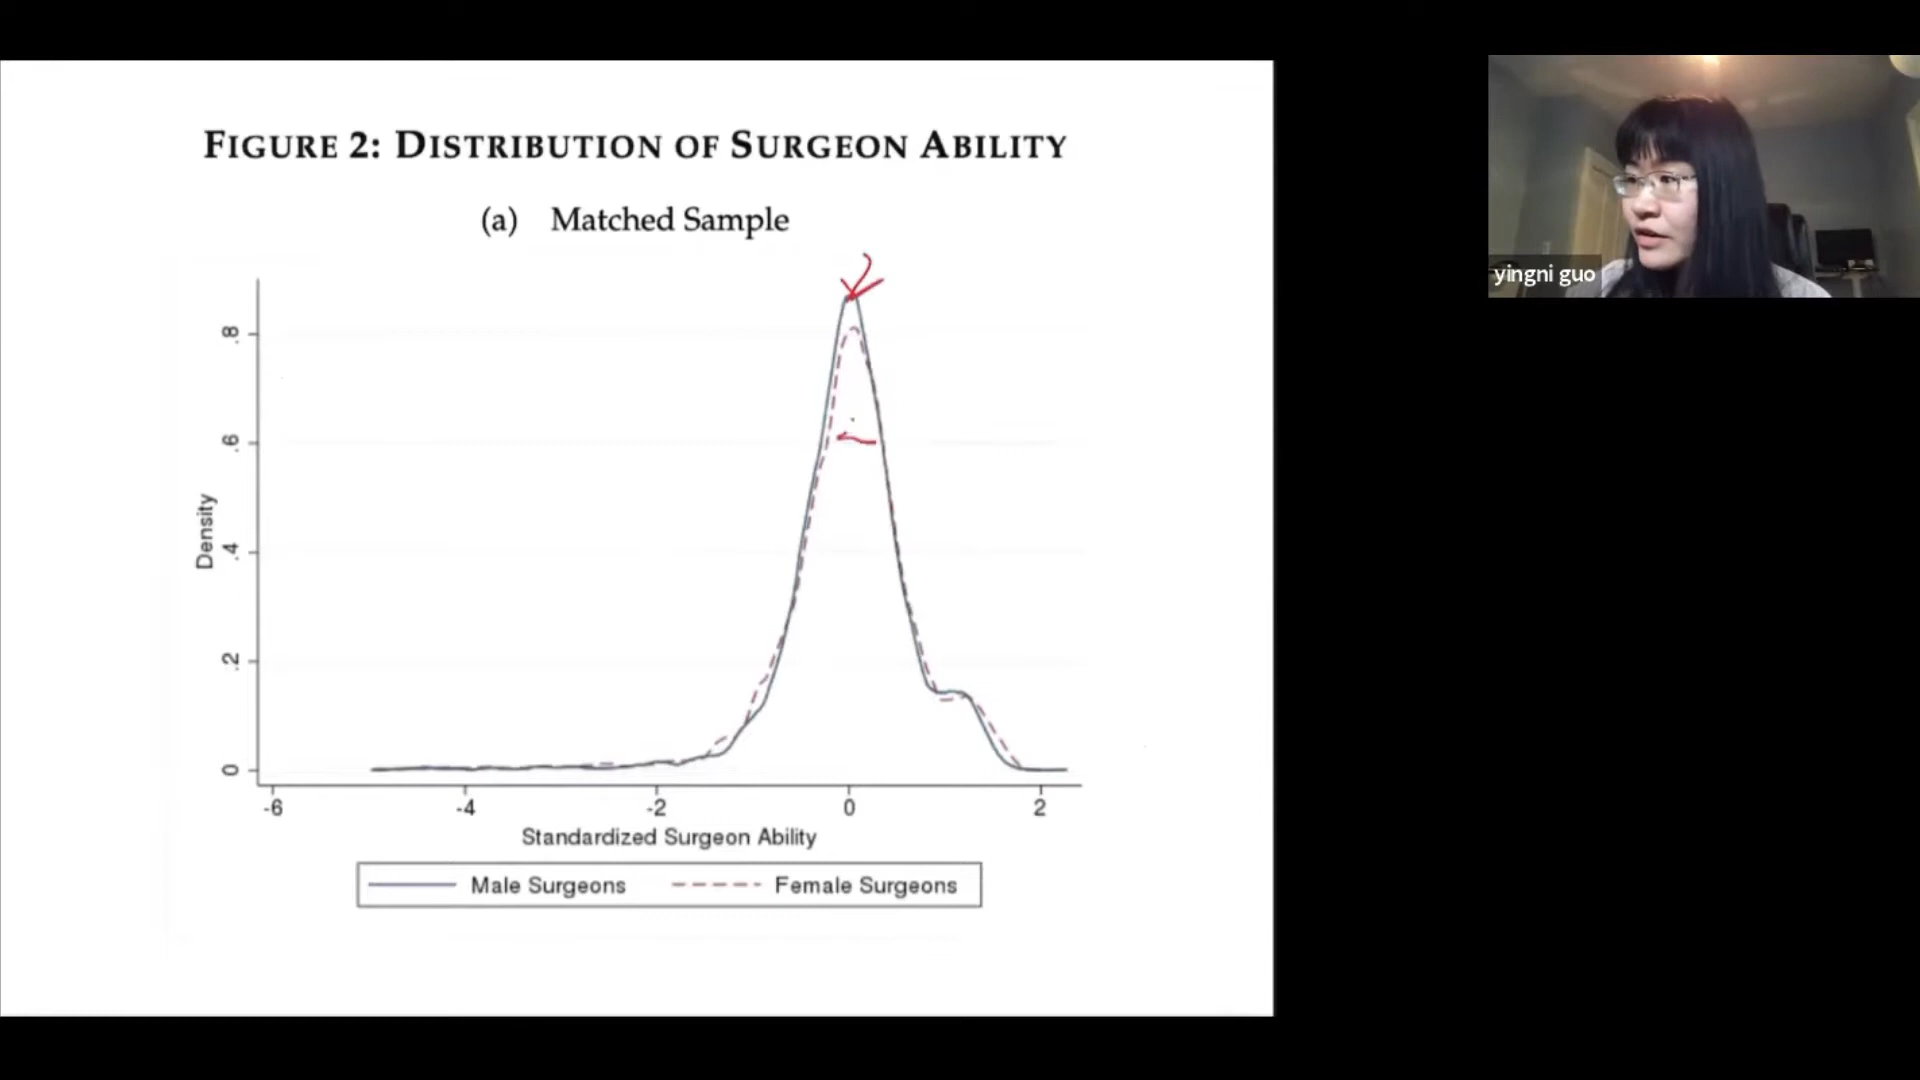 FIGURE 2: DISTRIBUTION OF SURGEON ABILITY
(a) Matched Sample
.8
.6
.4
.2
0
Density
-6 -4 -2 0 2
Standardized Surgeon Ability
Male Surgeons Female Surgeons
yingni guo